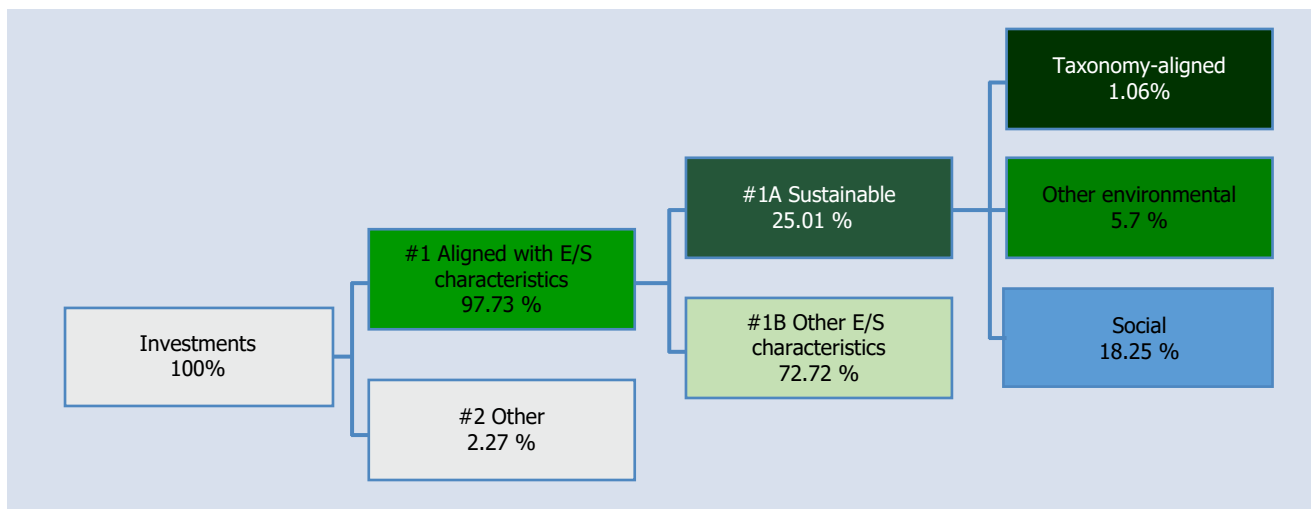 Investments
100%
#1 Aligned with E/S
characteristics
97.73 %
#2 Other
2.27 %
#1A Sustainable
25.01 %
#1B Other E/S
characteristics
72.72 %
Taxonomy-aligned
1.06%
Other environmental
5.7 %
Social
18.25 %